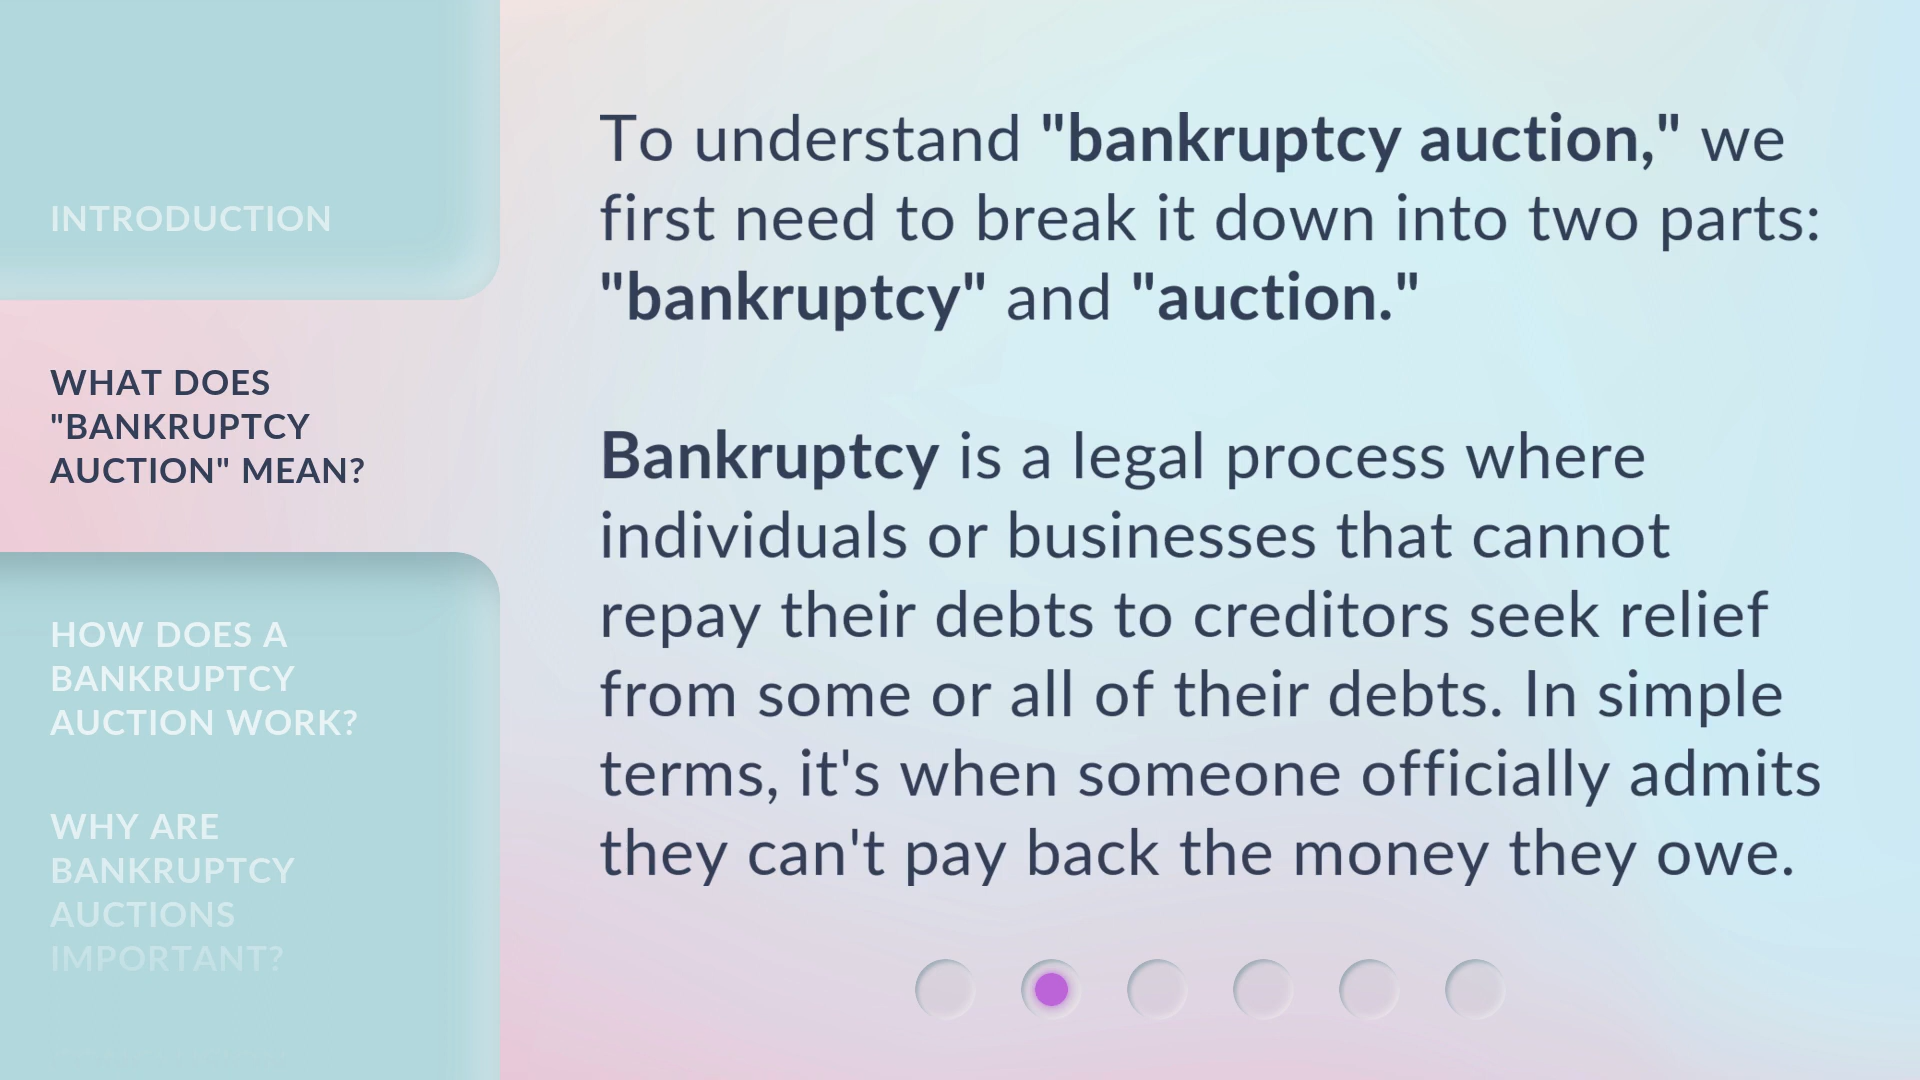 INTRODUCTION
WHAT DOES
"BANKRUPTCY
AUCTION" MEAN?
HOW DOES A
BANKRUPTCY
AUCTION WORK?
WHY ARE
BANKRUPTCY
AUCTIONS
IMPORTANT?
To understand "bankruptcy auction," we
first need to break it down into two parts:
"bankruptcy" and "auction."
Bankruptcy is a legal process where
individuals or businesses that cannot
repay their debts to creditors seek relief
from some or all of their debts. In simple
terms, it's when someone officially admits
they can't pay back the money they owe.